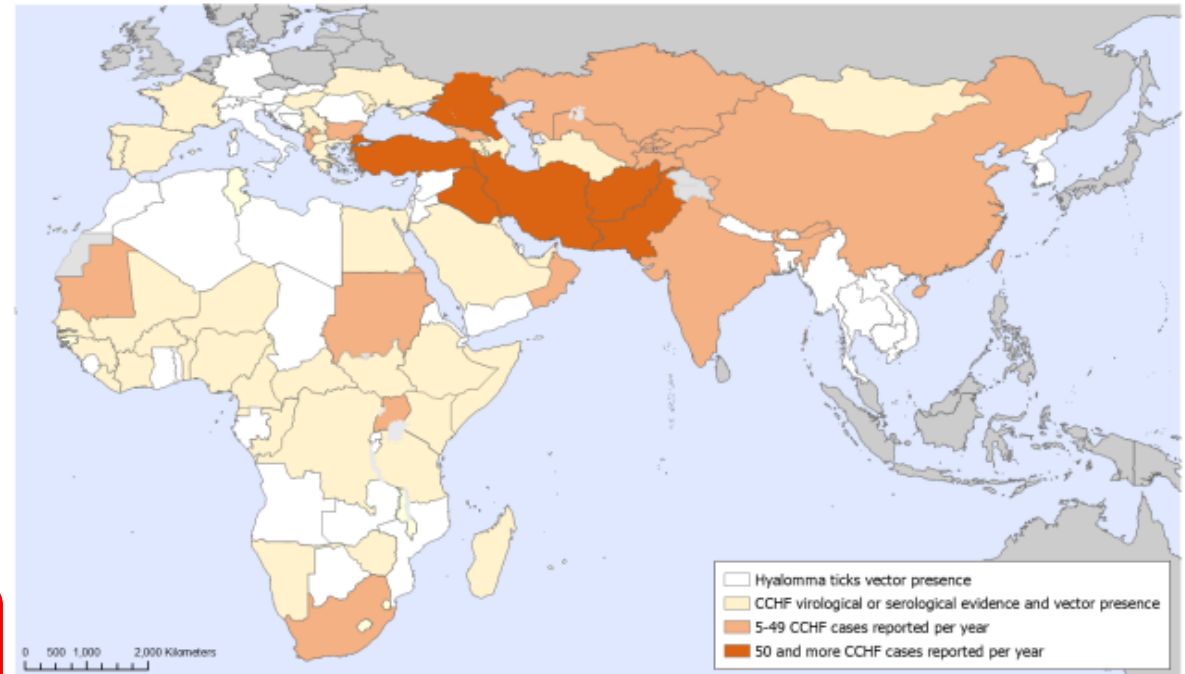 Hyalomma ticks vector presence
CCHF virological or serological evidence and vector presence
5-49 CCHF cases reported per year
50 and more CCHF cases reported per year
0 500 1,000 2,000 Kilometers